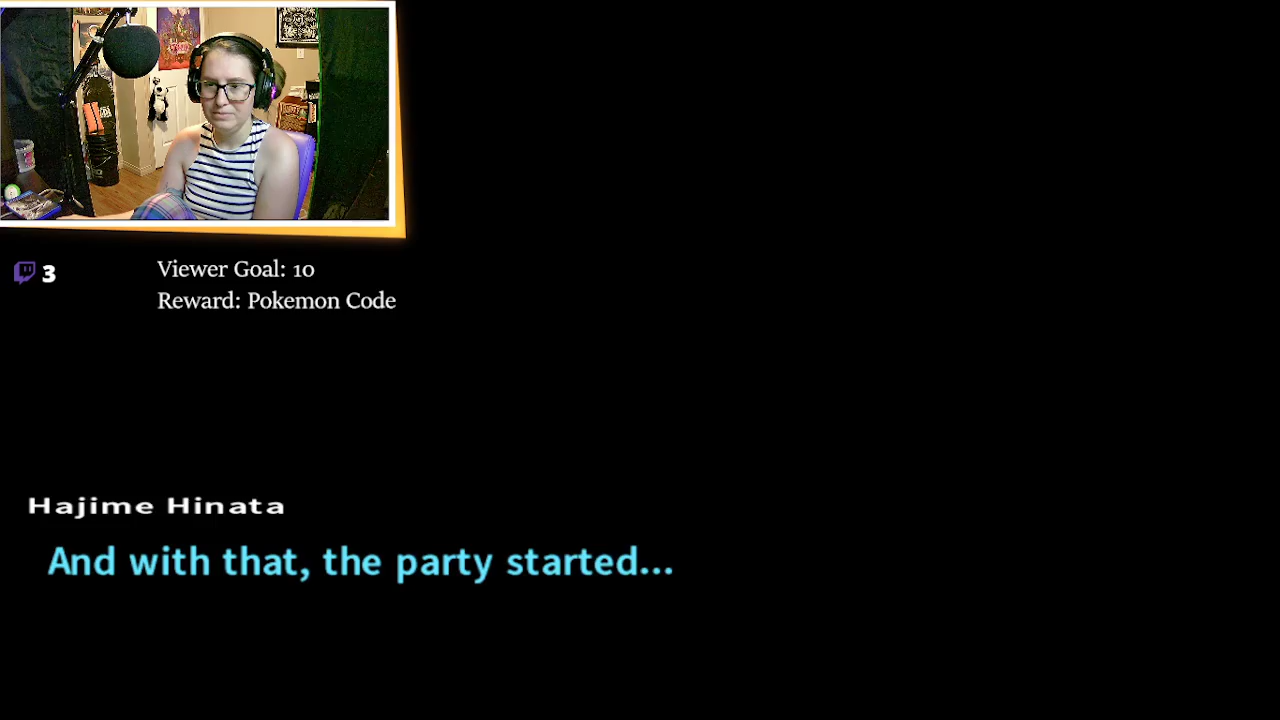 3
Viewer Goal: 10
Reward: Pokemon Code
Hajime Hinata
And with that, the party started...